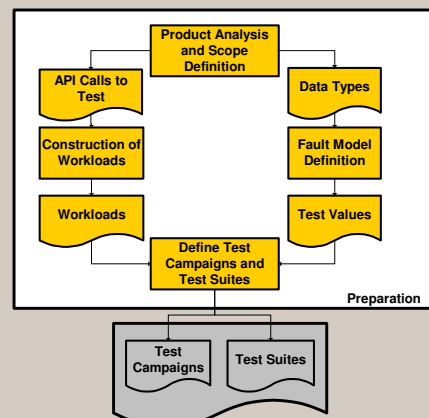 Product Analysis
and Scope
Definition
API Calls to
Test
Data Types
Construction of
Workloads
Fault Model
Definition
Workloads
Test Values
Define Test
Campaigns and
Test Suites
Preparation
Test
Campaigns
Test Suites